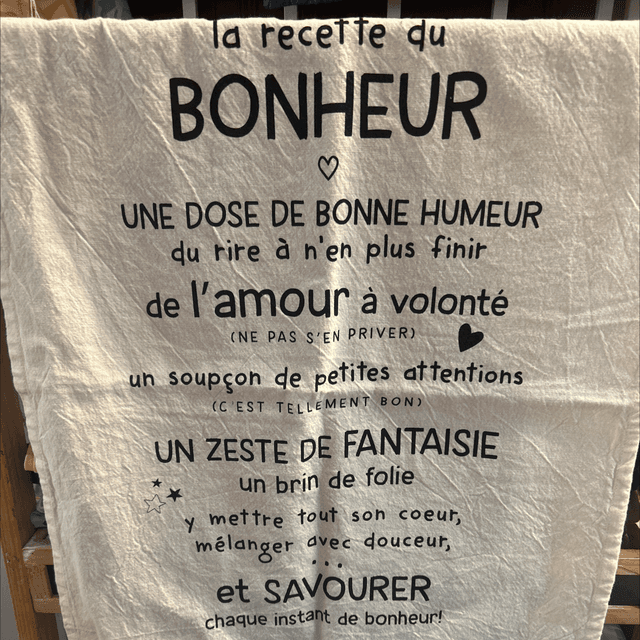 la recette du
BONHEUR
UNE DOSE DE BONNE HUMEUR
du rire à n'en plus finir
de l'amour à volonté
(NE PAS S'EN PRIVER)
un soupçon de petites attentions
(C'EST TELLEMENT BON)
UN ZESTE DE FANTAISIE
un brin de folie
y mettre tout son coeur,
mélanger avec douceur,
...
et SAVOURER
chaque instant de bonheur!